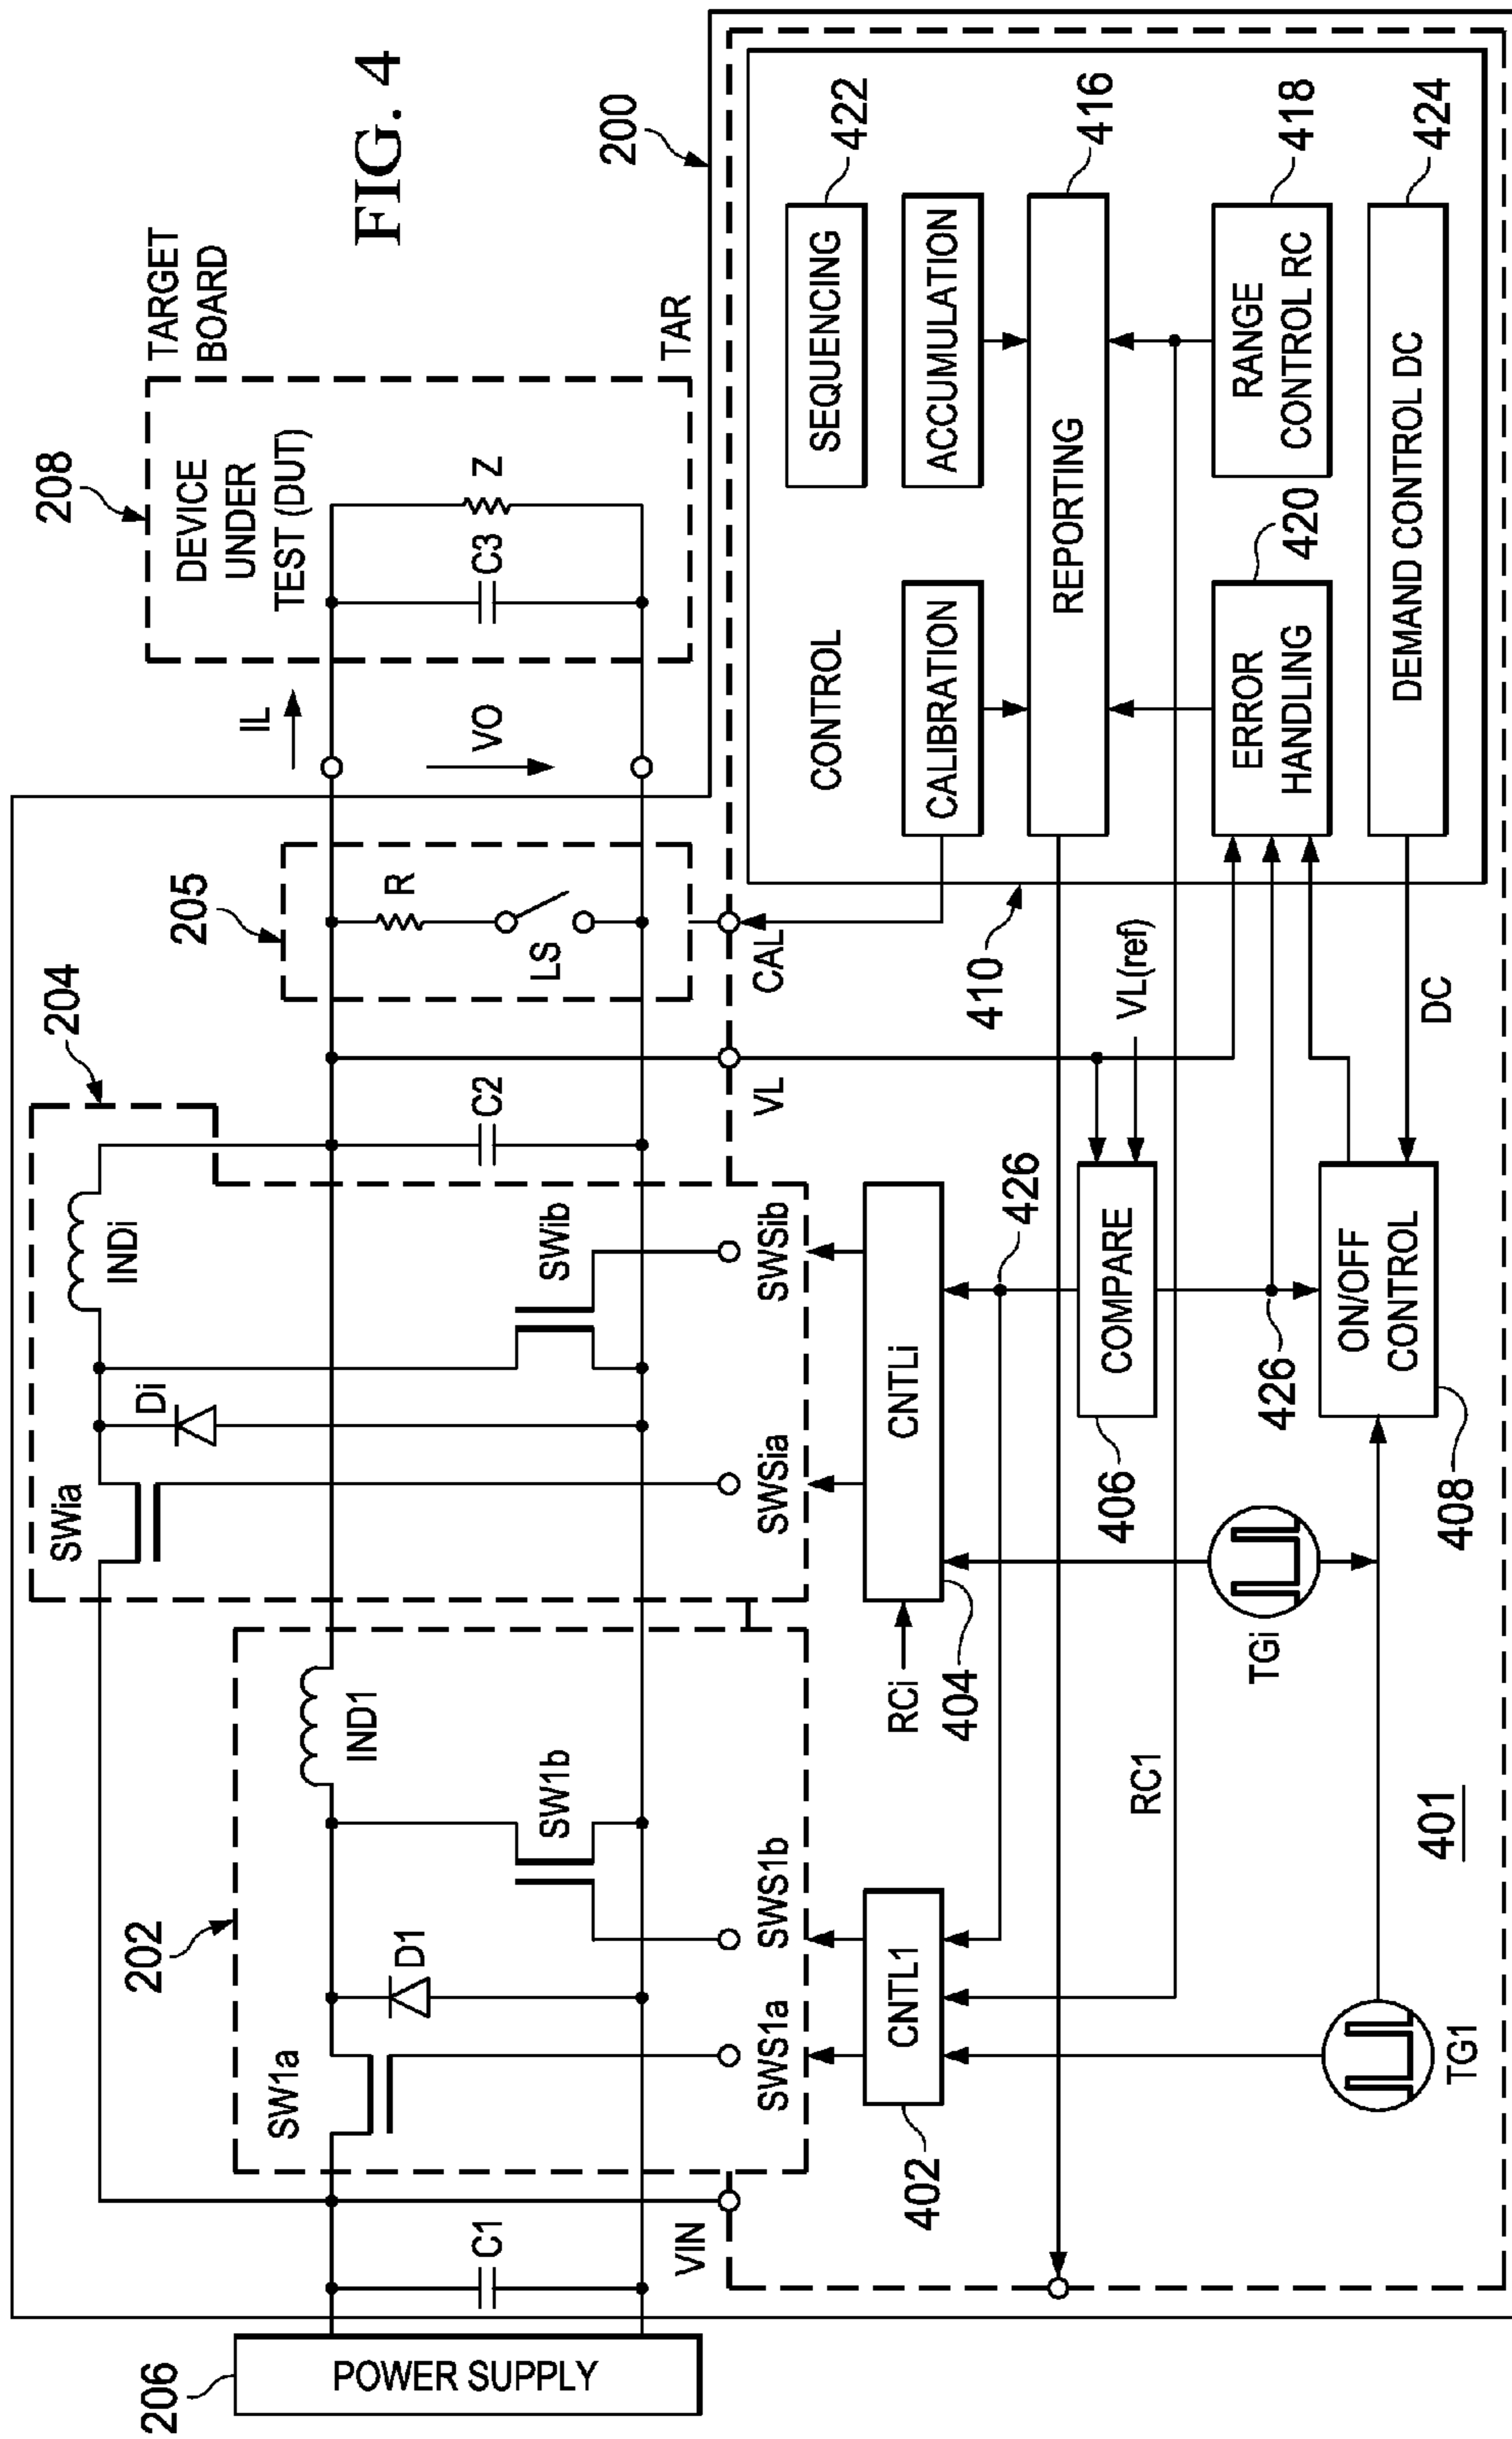 FIG. 4
TARGET
BOARD
208
DEVICE
UNDER
TEST (DUT)
C3
Z
TAR
200
IL
VO
205
R
LS
CAL
204
INDi
SWia
Di
SWib
C2
VL
SWSia
SWSib
202
SW1a
D1
IND1
SW1b
SWS1a
SWS1b
C1
VIN
206
POWER SUPPLY
CONTROL
SEQUENCING
422
CALIBRATION
ACCUMULATION
REPORTING
416
ERROR
HANDLING
420
RANGE
CONTROL RC
418
DEMAND CONTROL DC
424
410
VL(ref)
DC
CNTLi
404
RCi
426
COMPARE
406
426
ON/OFF
CONTROL
408
TGi
RC1
CNTL1
402
TG1
401